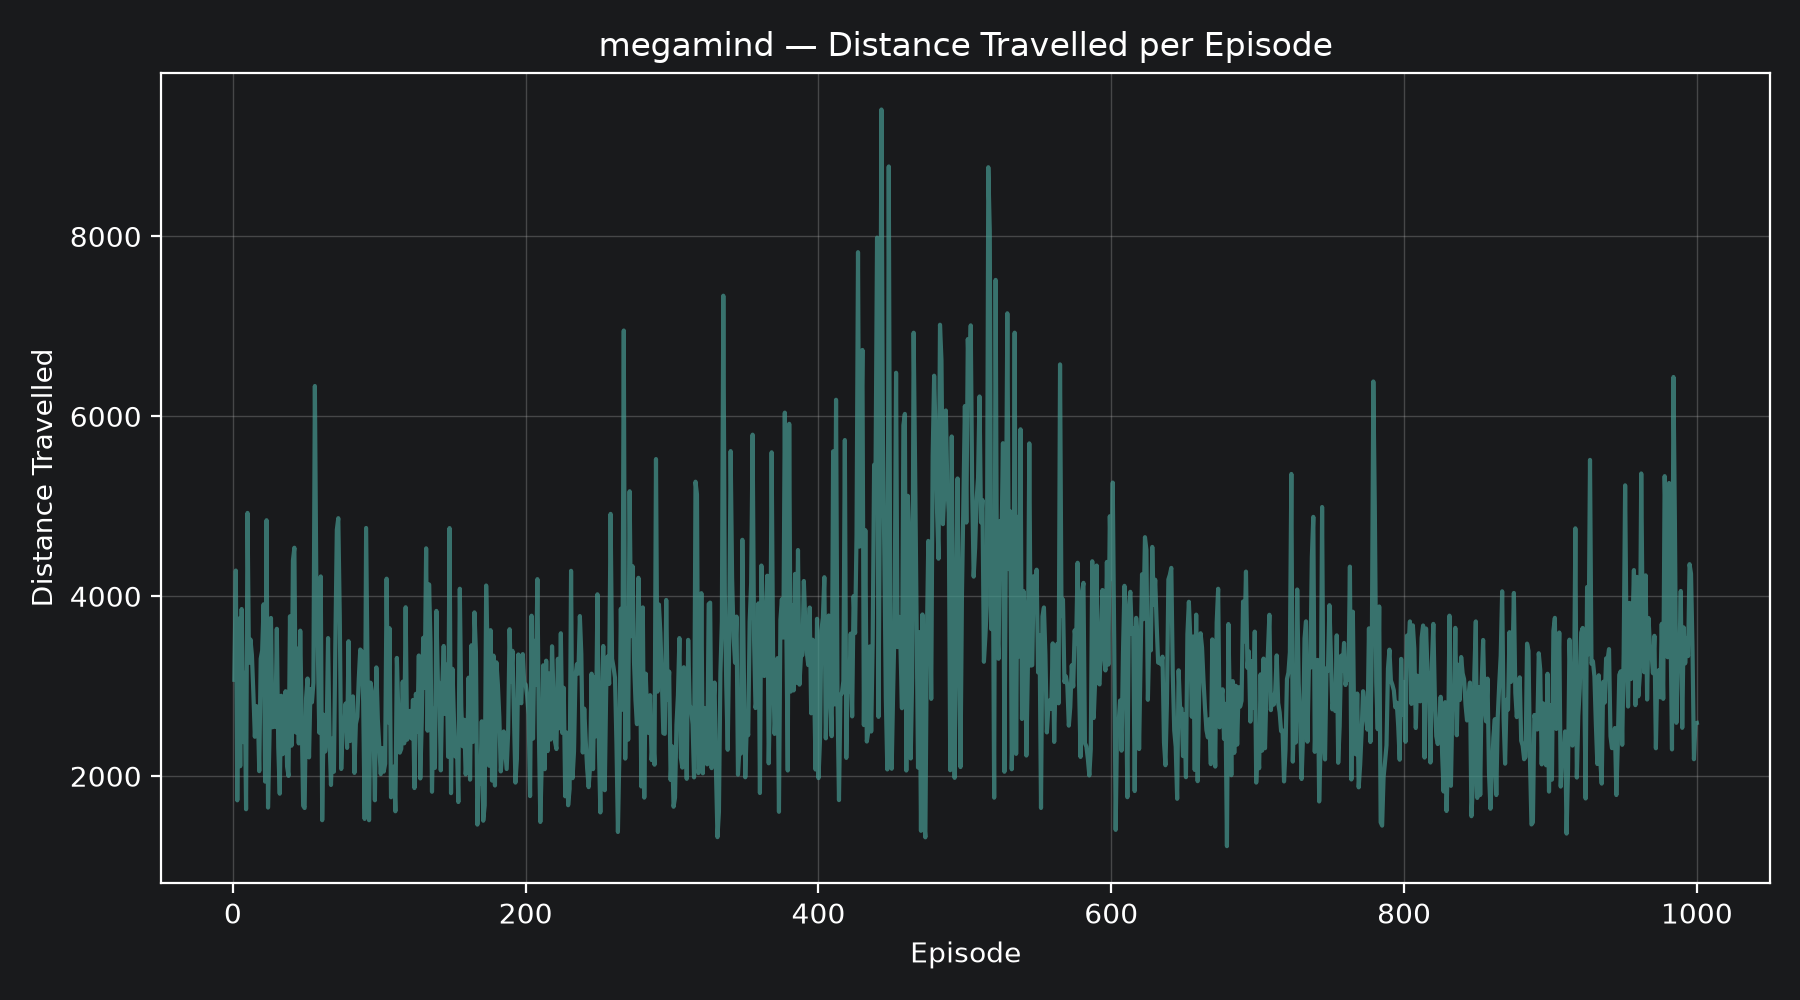 megamind — Distance Travelled per Episode
Distance Travelled
8000
6000
4000
2000
0 200 400 600 800 1000
Episode